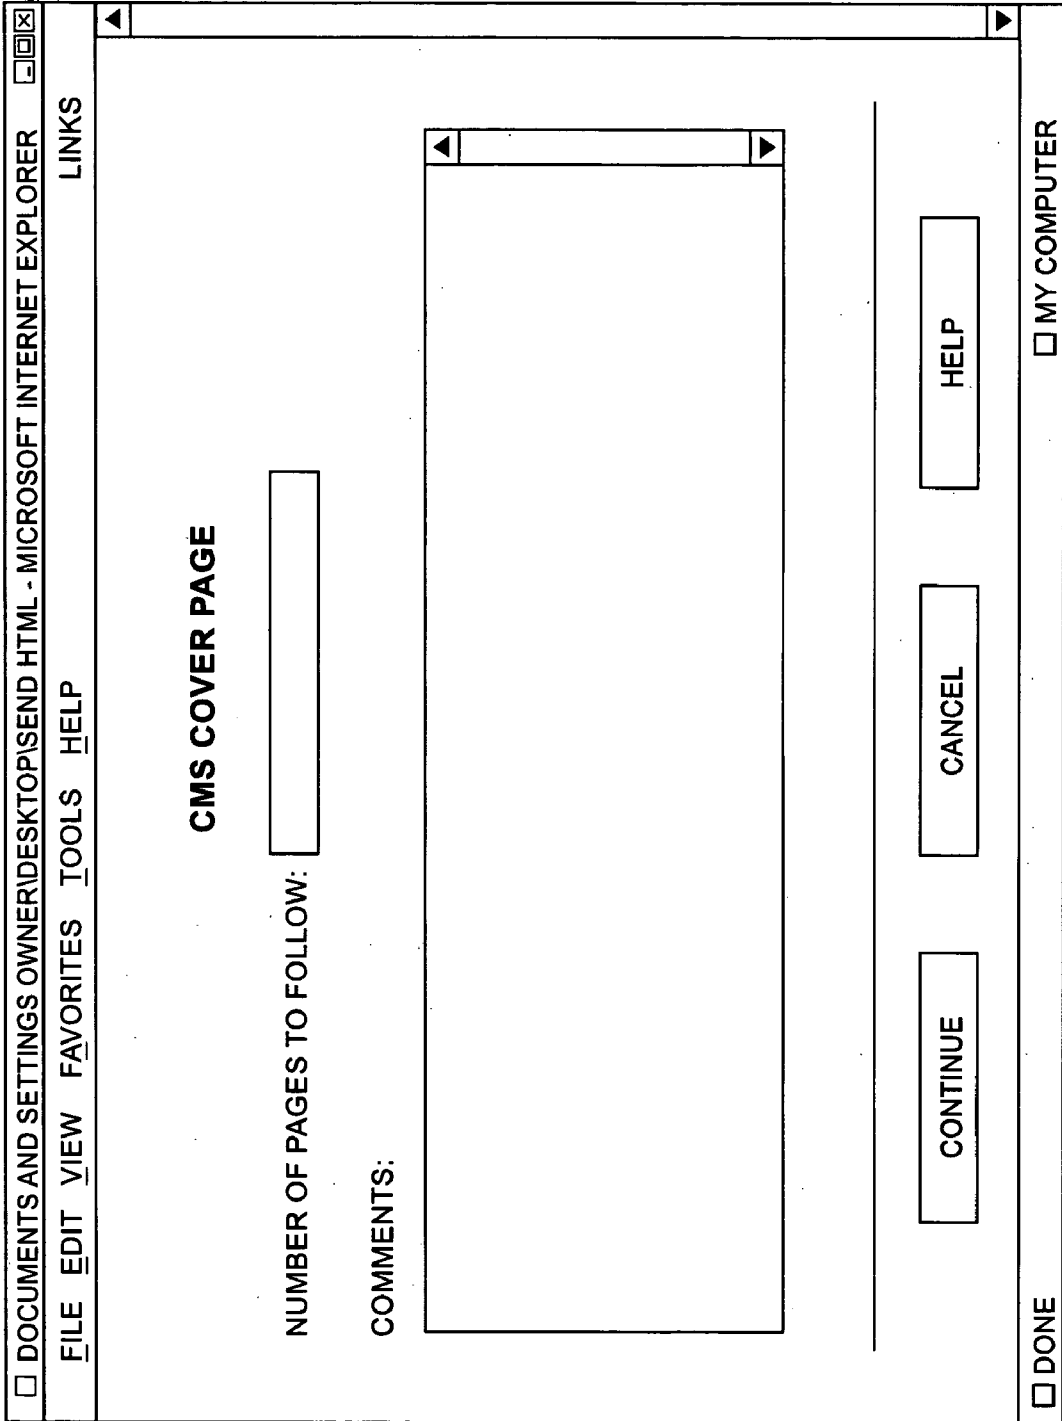 DOCUMENTS AND SETTINGS OWNER\DESKTOP\SEND HTML - MICROSOFT INTERNET EXPLORER
FILE EDIT VIEW FAVORITES TOOLS HELP LINKS
CMS COVER PAGE
NUMBER OF PAGES TO FOLLOW:
COMMENTS:
CONTINUE CANCEL HELP
DONE MY COMPUTER